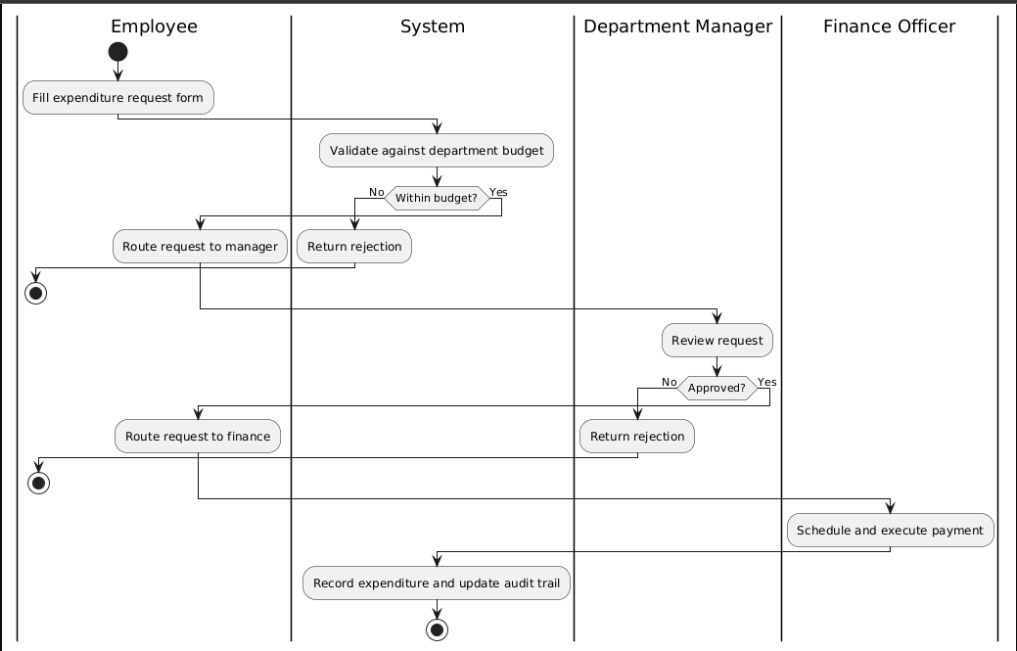 Employee
System
Department Manager
Finance Officer
Fill expenditure request form
Validate against department budget
No
Within budget?
Yes
Route request to manager
Return rejection
Review request
No
Approved?
Yes
Route request to finance
Return rejection
Schedule and execute payment
Record expenditure and update audit trail